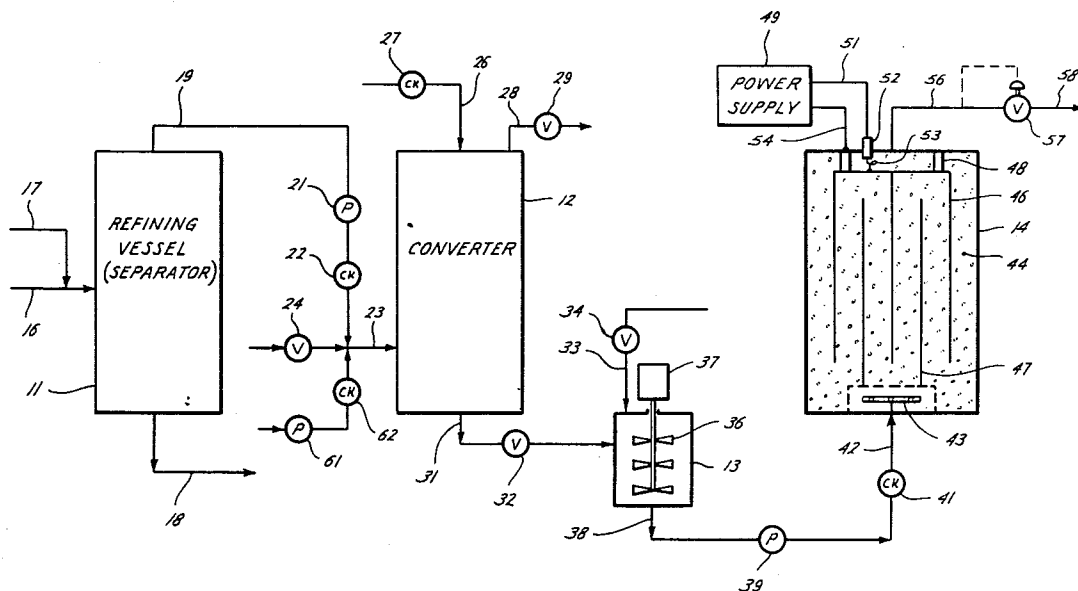 49
POWER
SUPPLY
51
52
53
54
56
57
58
V
48
46
14
44
47
43
42
41
CK
27
CK
26
28
29
V
19
12
CONVERTER
21
P
22
CK
23
24
V
CK
62
P
61
17
16
REFINING
VESSEL
(SEPARATOR)
11
18
31
V
32
34
V
33
37
36
13
38
P
39